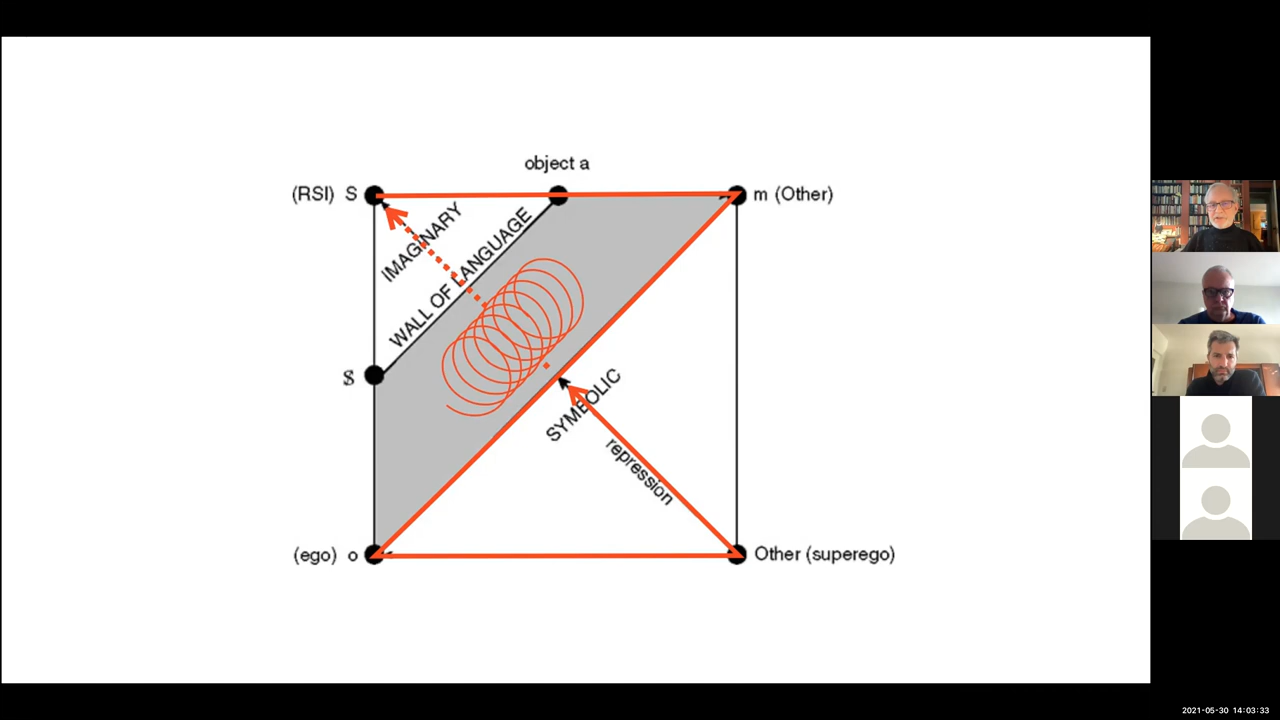 object a
(RSI) S
m (Other)
IMAGINARY
WALL OF LANGUAGE
$
SYMBOLIC
repression
(ego) o
Other (superego)
2021-05-30 14:03:33